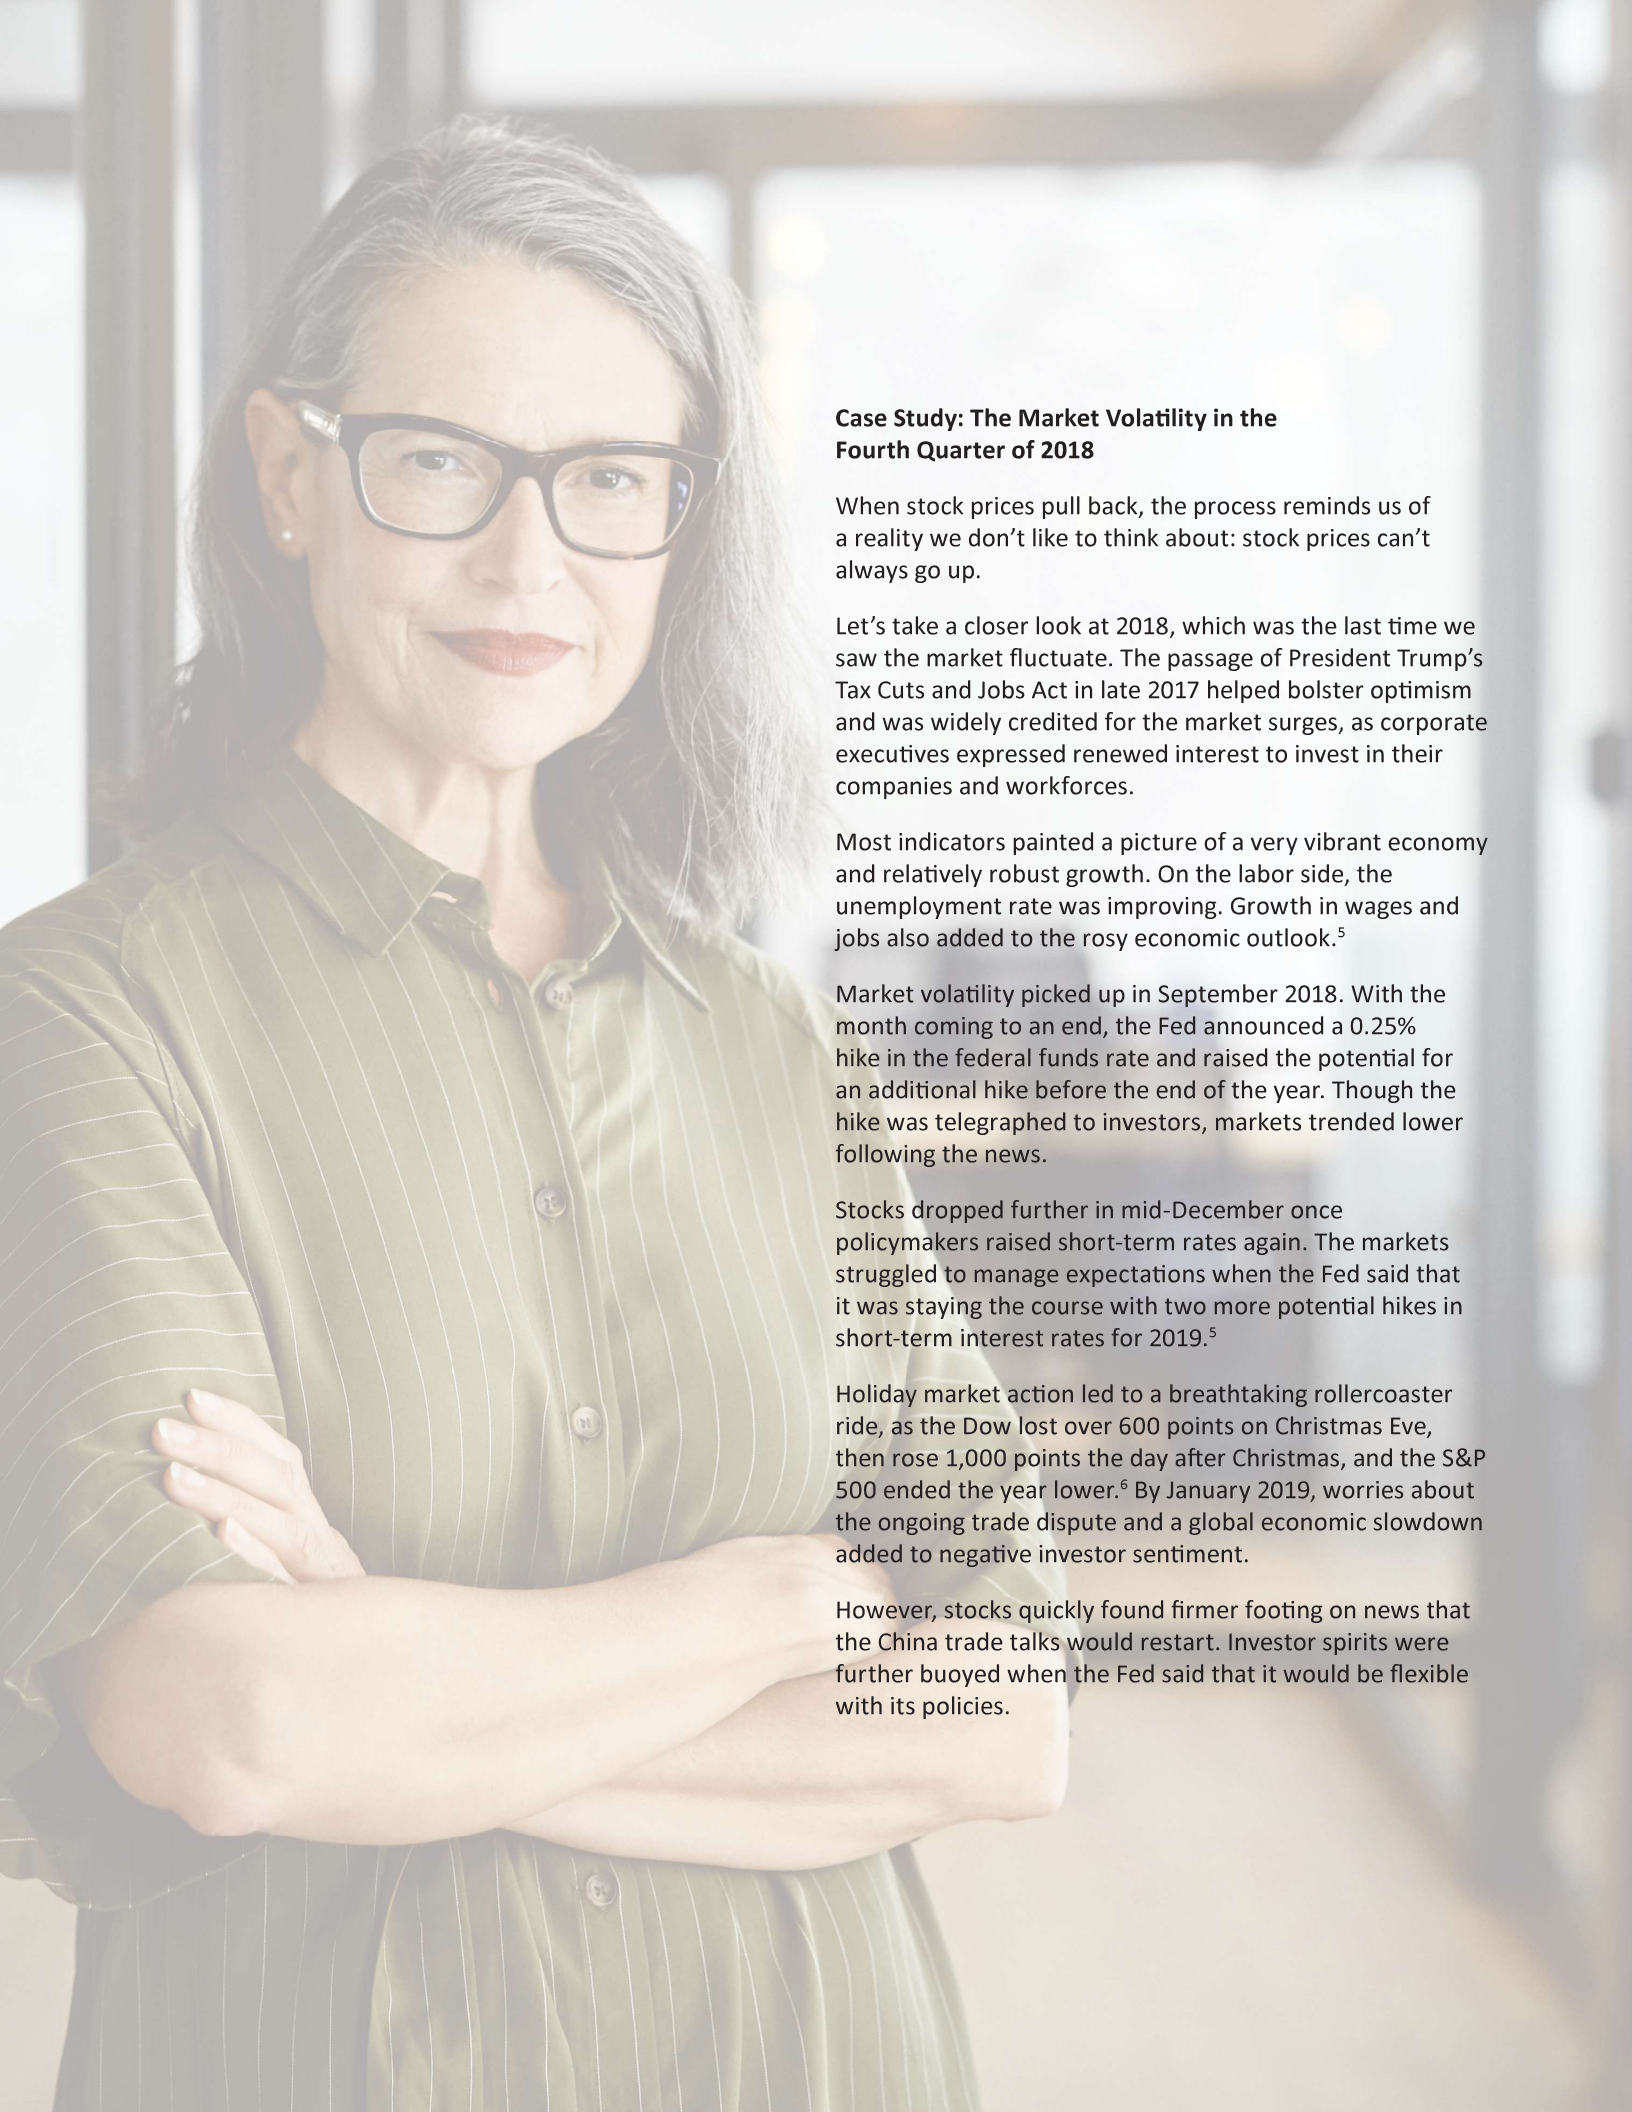 Case Study: The Market Volatility in the
Fourth Quarter of 2018
When stock prices pull back, the process reminds us of
a reality we don’t like to think about: stock prices can’t
always go up.
Let’s take a closer look at 2018, which was the last time we
saw the market fluctuate. The passage of President Trump’s
Tax Cuts and Jobs Act in late 2017 helped bolster optimism
and was widely credited for the market surges, as corporate
executives expressed renewed interest to invest in their
companies and workforces.
Most indicators painted a picture of a very vibrant economy
and relatively robust growth. On the labor side, the
unemployment rate was improving. Growth in wages and
jobs also added to the rosy economic outlook.⁵
Market volatility picked up in September 2018. With the
month coming to an end, the Fed announced a 0.25%
hike in the federal funds rate and raised the potential for
an additional hike before the end of the year. Though the
hike was telegraphed to investors, markets trended lower
following the news.
Stocks dropped further in mid-December once
policymakers raised short-term rates again. The markets
struggled to manage expectations when the Fed said that
it was staying the course with two more potential hikes in
short-term interest rates for 2019.⁵
Holiday market action led to a breathtaking rollercoaster
ride, as the Dow lost over 600 points on Christmas Eve,
then rose 1,000 points the day after Christmas, and the S&P
500 ended the year lower.⁶ By January 2019, worries about
the ongoing trade dispute and a global economic slowdown
added to negative investor sentiment.
However, stocks quickly found firmer footing on news that
the China trade talks would restart. Investor spirits were
further buoyed when the Fed said that it would be flexible
with its policies.